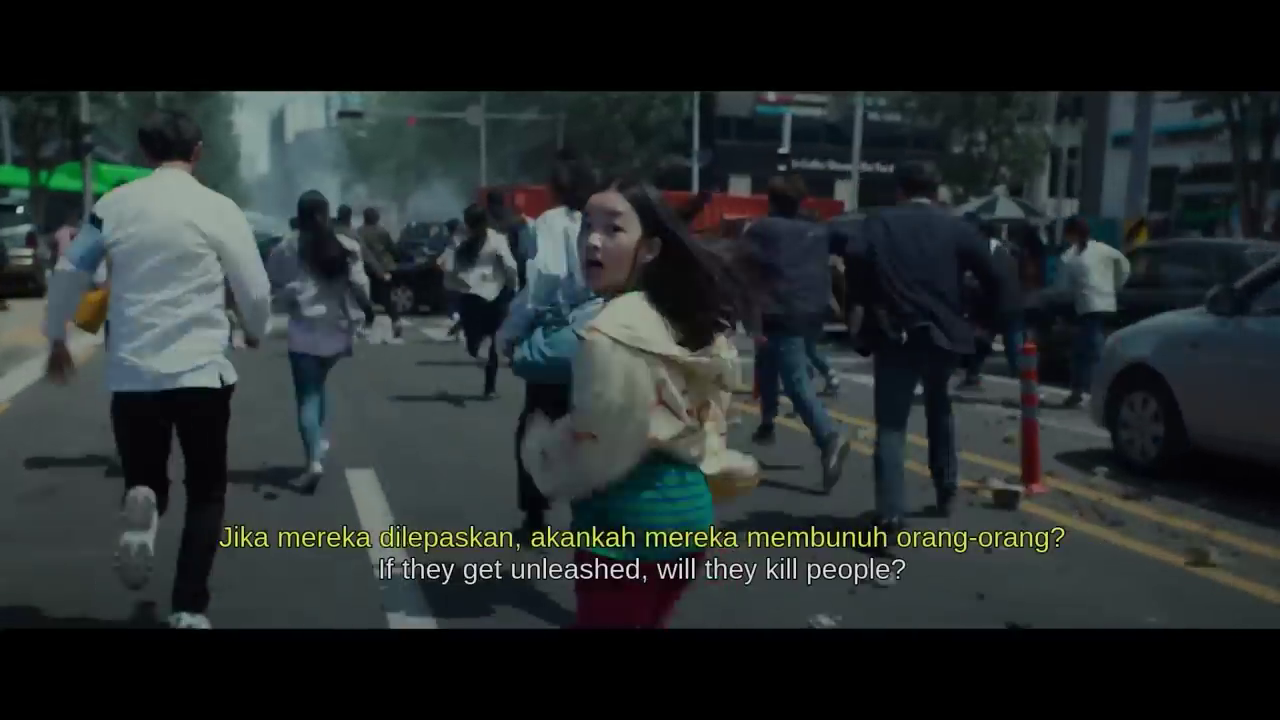 Jika mereka dilepaskan, akankah mereka membunuh orang-orang?
If they get unleashed, will they kill people?